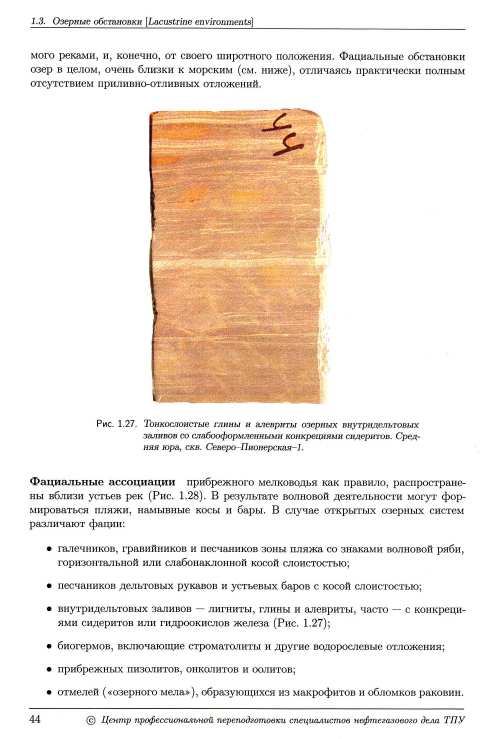 1.3. Озерные обстановки [Lacustrine environments]
мого реками, и, конечно, от своего широтного положения. Фациальные обстановки
озер в целом, очень близки к морским (см. ниже), отличаясь практически полным
отсутствием приливно-отливных отложений.
Рис. 1.27. Тонкослоистые глины и алевриты озерных внутридельтовых
заливов со слабооформленными конкрециями сидеритов. Сред-
няя юра, скв. Северо–Пионерская–1.
Фациальные ассоциации прибрежного мелководья как правило, распростране-
ны вблизи устьев рек (Рис. 1.28). В результате волновой деятельности могут фор-
мироваться пляжи, намывные косы и бары. В случае открытых озерных систем
различают фации:
• галечников, гравийников и песчаников зоны пляжа со знаками волновой ряби,
горизонтальной или слабонаклонной косой слоистостью;
• песчаников дельтовых рукавов и устьевых баров с косой слоистостью;
• внутридельтовых заливов — лигниты, глины и алевриты, часто — с конкреци-
ями сидеритов или гидроокислов железа (Рис. 1.27);
• биогермов, включающие строматолиты и другие водорослевые отложения;
• прибрежных пизолитов, онколитов и оолитов;
• отмелей («озерного мела»), образующихся из макрофитов и обломков раковин.
44 © Центр профессиональной переподготовки специалистов нефтегазового дела ТПУ